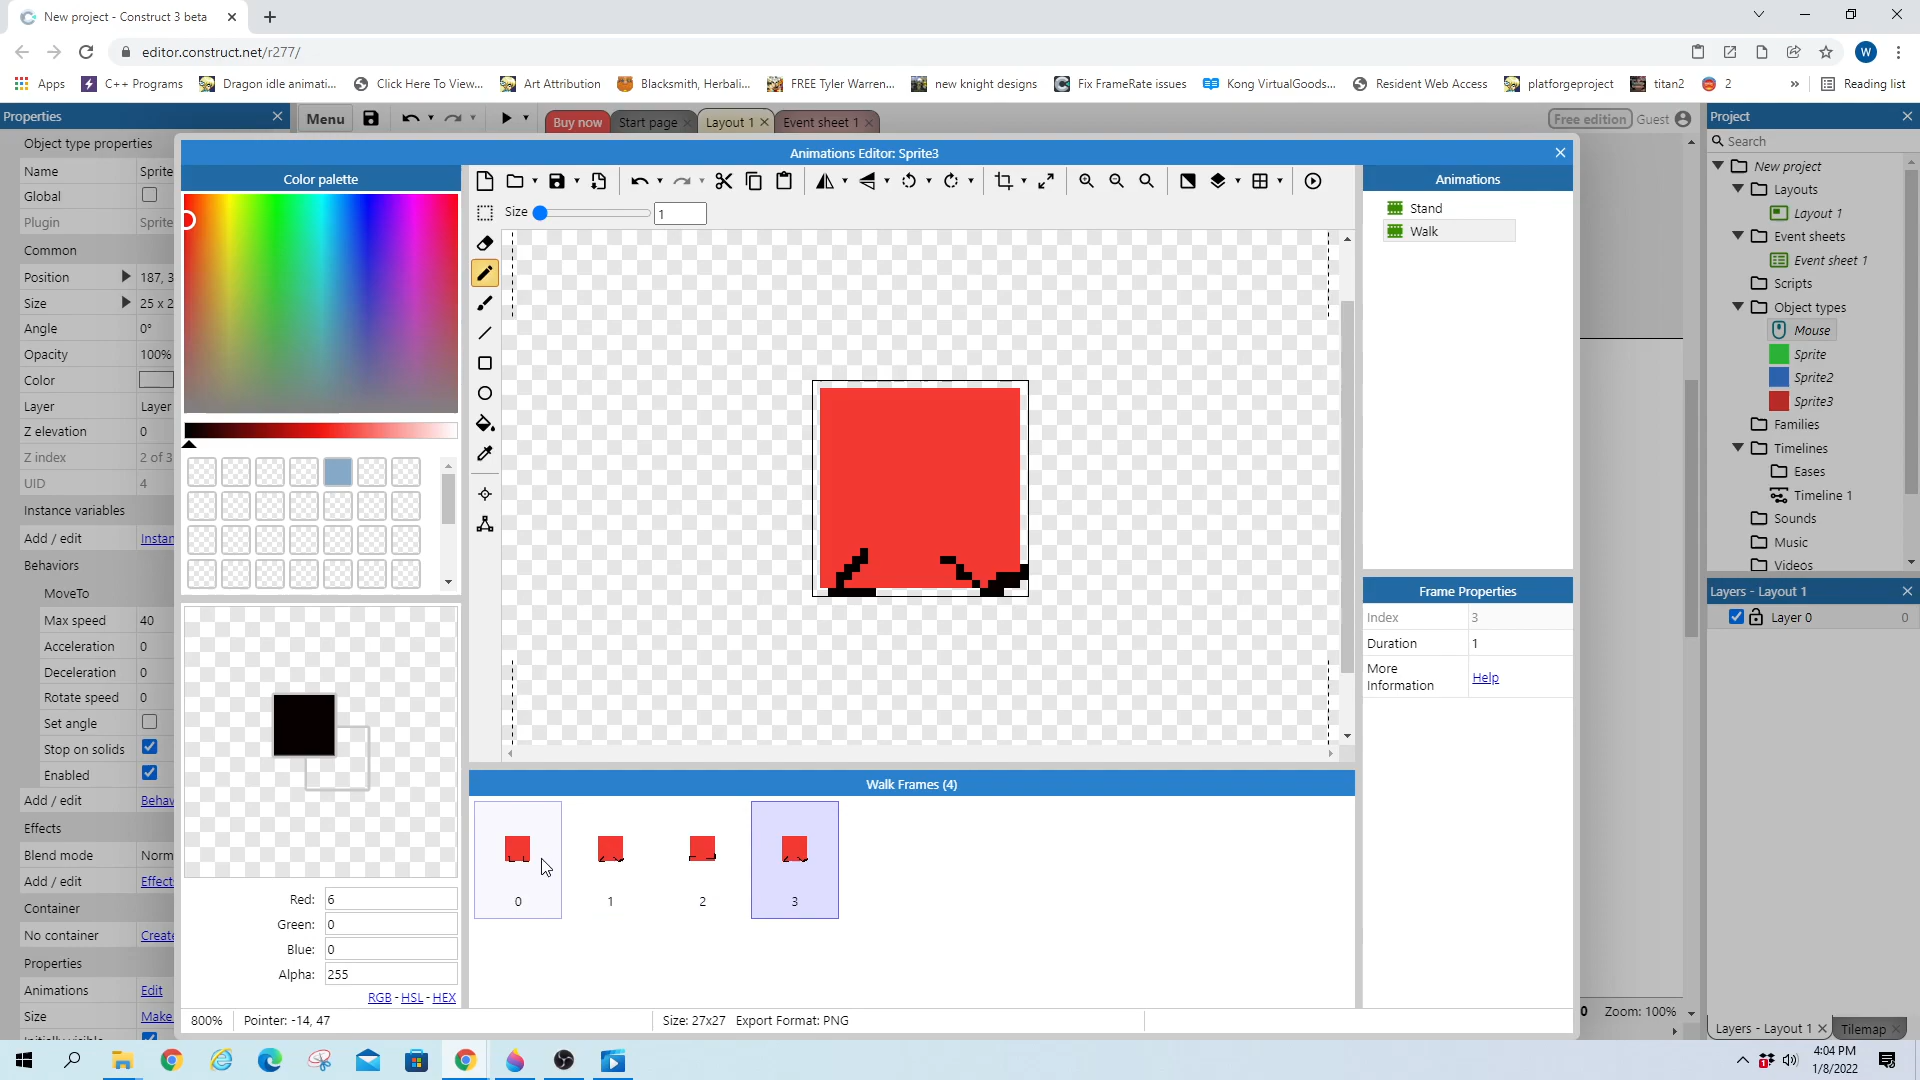 New project - Construct 3 beta
editor.construct.net/r277/
W
Apps
C++ Programs
Dragon idle animati...
Click Here To View...
Art Attribution
Blacksmith, Herbali...
FREE Tyler Warren...
new knight designs
Fix FrameRate issues
Kong VirtualGoods...
Resident Web Access
platforgeproject
titan2
2
»
Reading list
Properties
Menu
Buy now
Start page
Layout 1
Event sheet 1
Free edition
Guest
Project
Object type properties
Name
Sprite
Global
Plugin
Sprite
Common
Position
187, 3
Size
25 x 2
Angle
0°
Opacity
100%
Color
Layer
Layer
Z elevation
0
Z index
2 of 3
UID
4
Instance variables
Add / edit
Instan
Behaviors
MoveTo
Max speed
40
Acceleration
0
Deceleration
0
Rotate speed
0
Set angle
Stop on solids
Enabled
Add / edit
Behav
Effects
Blend mode
Norm
Add / edit
Effect
Container
No container
Create
Properties
Animations
Edit
Size
Make
Initially visible
Animations Editor: Sprite3
Color palette
Size
1
Animations
Stand
Walk
Frame Properties
Index
3
Duration
1
More Information
Help
Walk Frames (4)
0
1
2
3
Red:
6
Green:
0
Blue:
0
Alpha:
255
RGB - HSL - HEX
800%
Pointer: -14, 47
Size: 27x27
Export Format: PNG
Search
New project
Layouts
Layout 1
Event sheets
Event sheet 1
Scripts
Object types
Mouse
Sprite
Sprite2
Sprite3
Families
Timelines
Eases
Timeline 1
Sounds
Music
Videos
Layers - Layout 1
Layer 0
0
0
Zoom: 100%
Layers - Layout 1
Tilemap
4:04 PM
1/8/2022